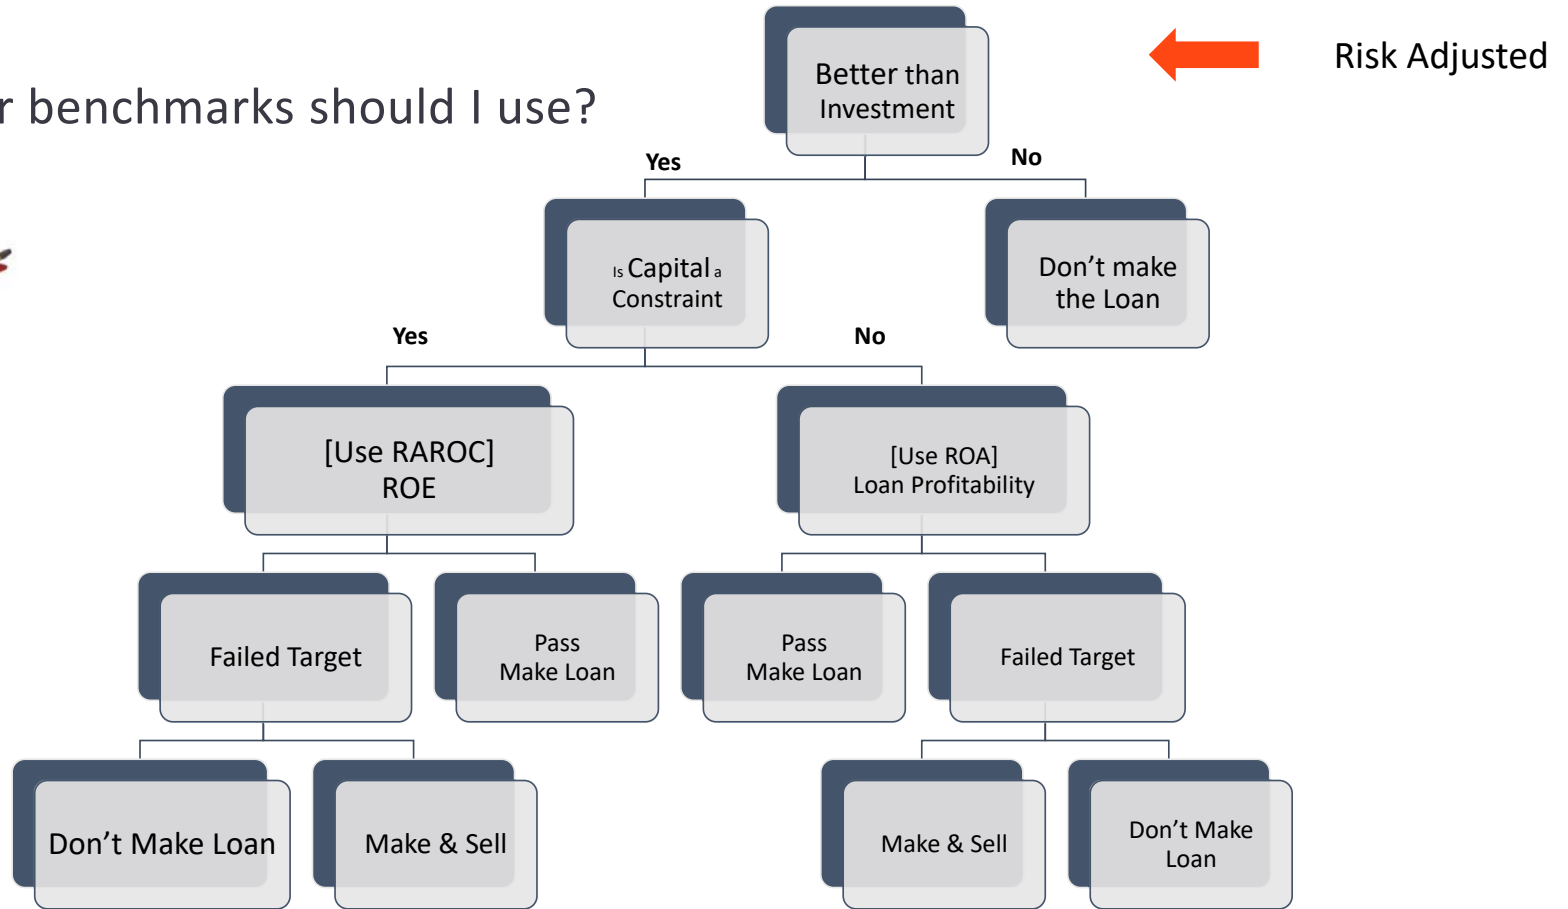 Risk Adjusted
r benchmarks should I use?
Better than
Investment
Yes
No
Is Capital a
Constraint
Don’t make
the Loan
Yes
No
[Use RAROC]
ROE
[Use ROA]
Loan Profitability
Failed Target
Pass
Make Loan
Pass
Make Loan
Failed Target
Don’t Make Loan
Make & Sell
Make & Sell
Don’t Make
Loan